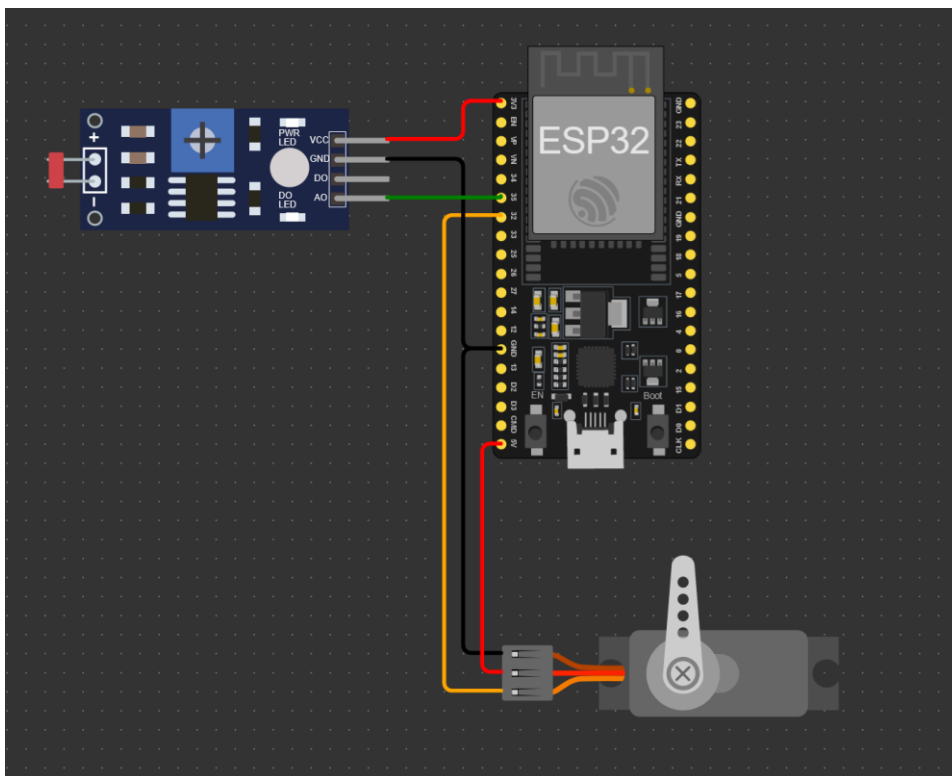 +
−
PWR
LED
DO
LED
VCC
GND
DO
AO
ESP32
3V3
EN
VP
VN
34
35
32
33
25
26
27
14
12
GND
13
D2
D3
CMD
5V
GND
23
22
TX
RX
21
GND
19
18
5
17
16
4
0
2
15
D1
D0
CLK
EN
Boot